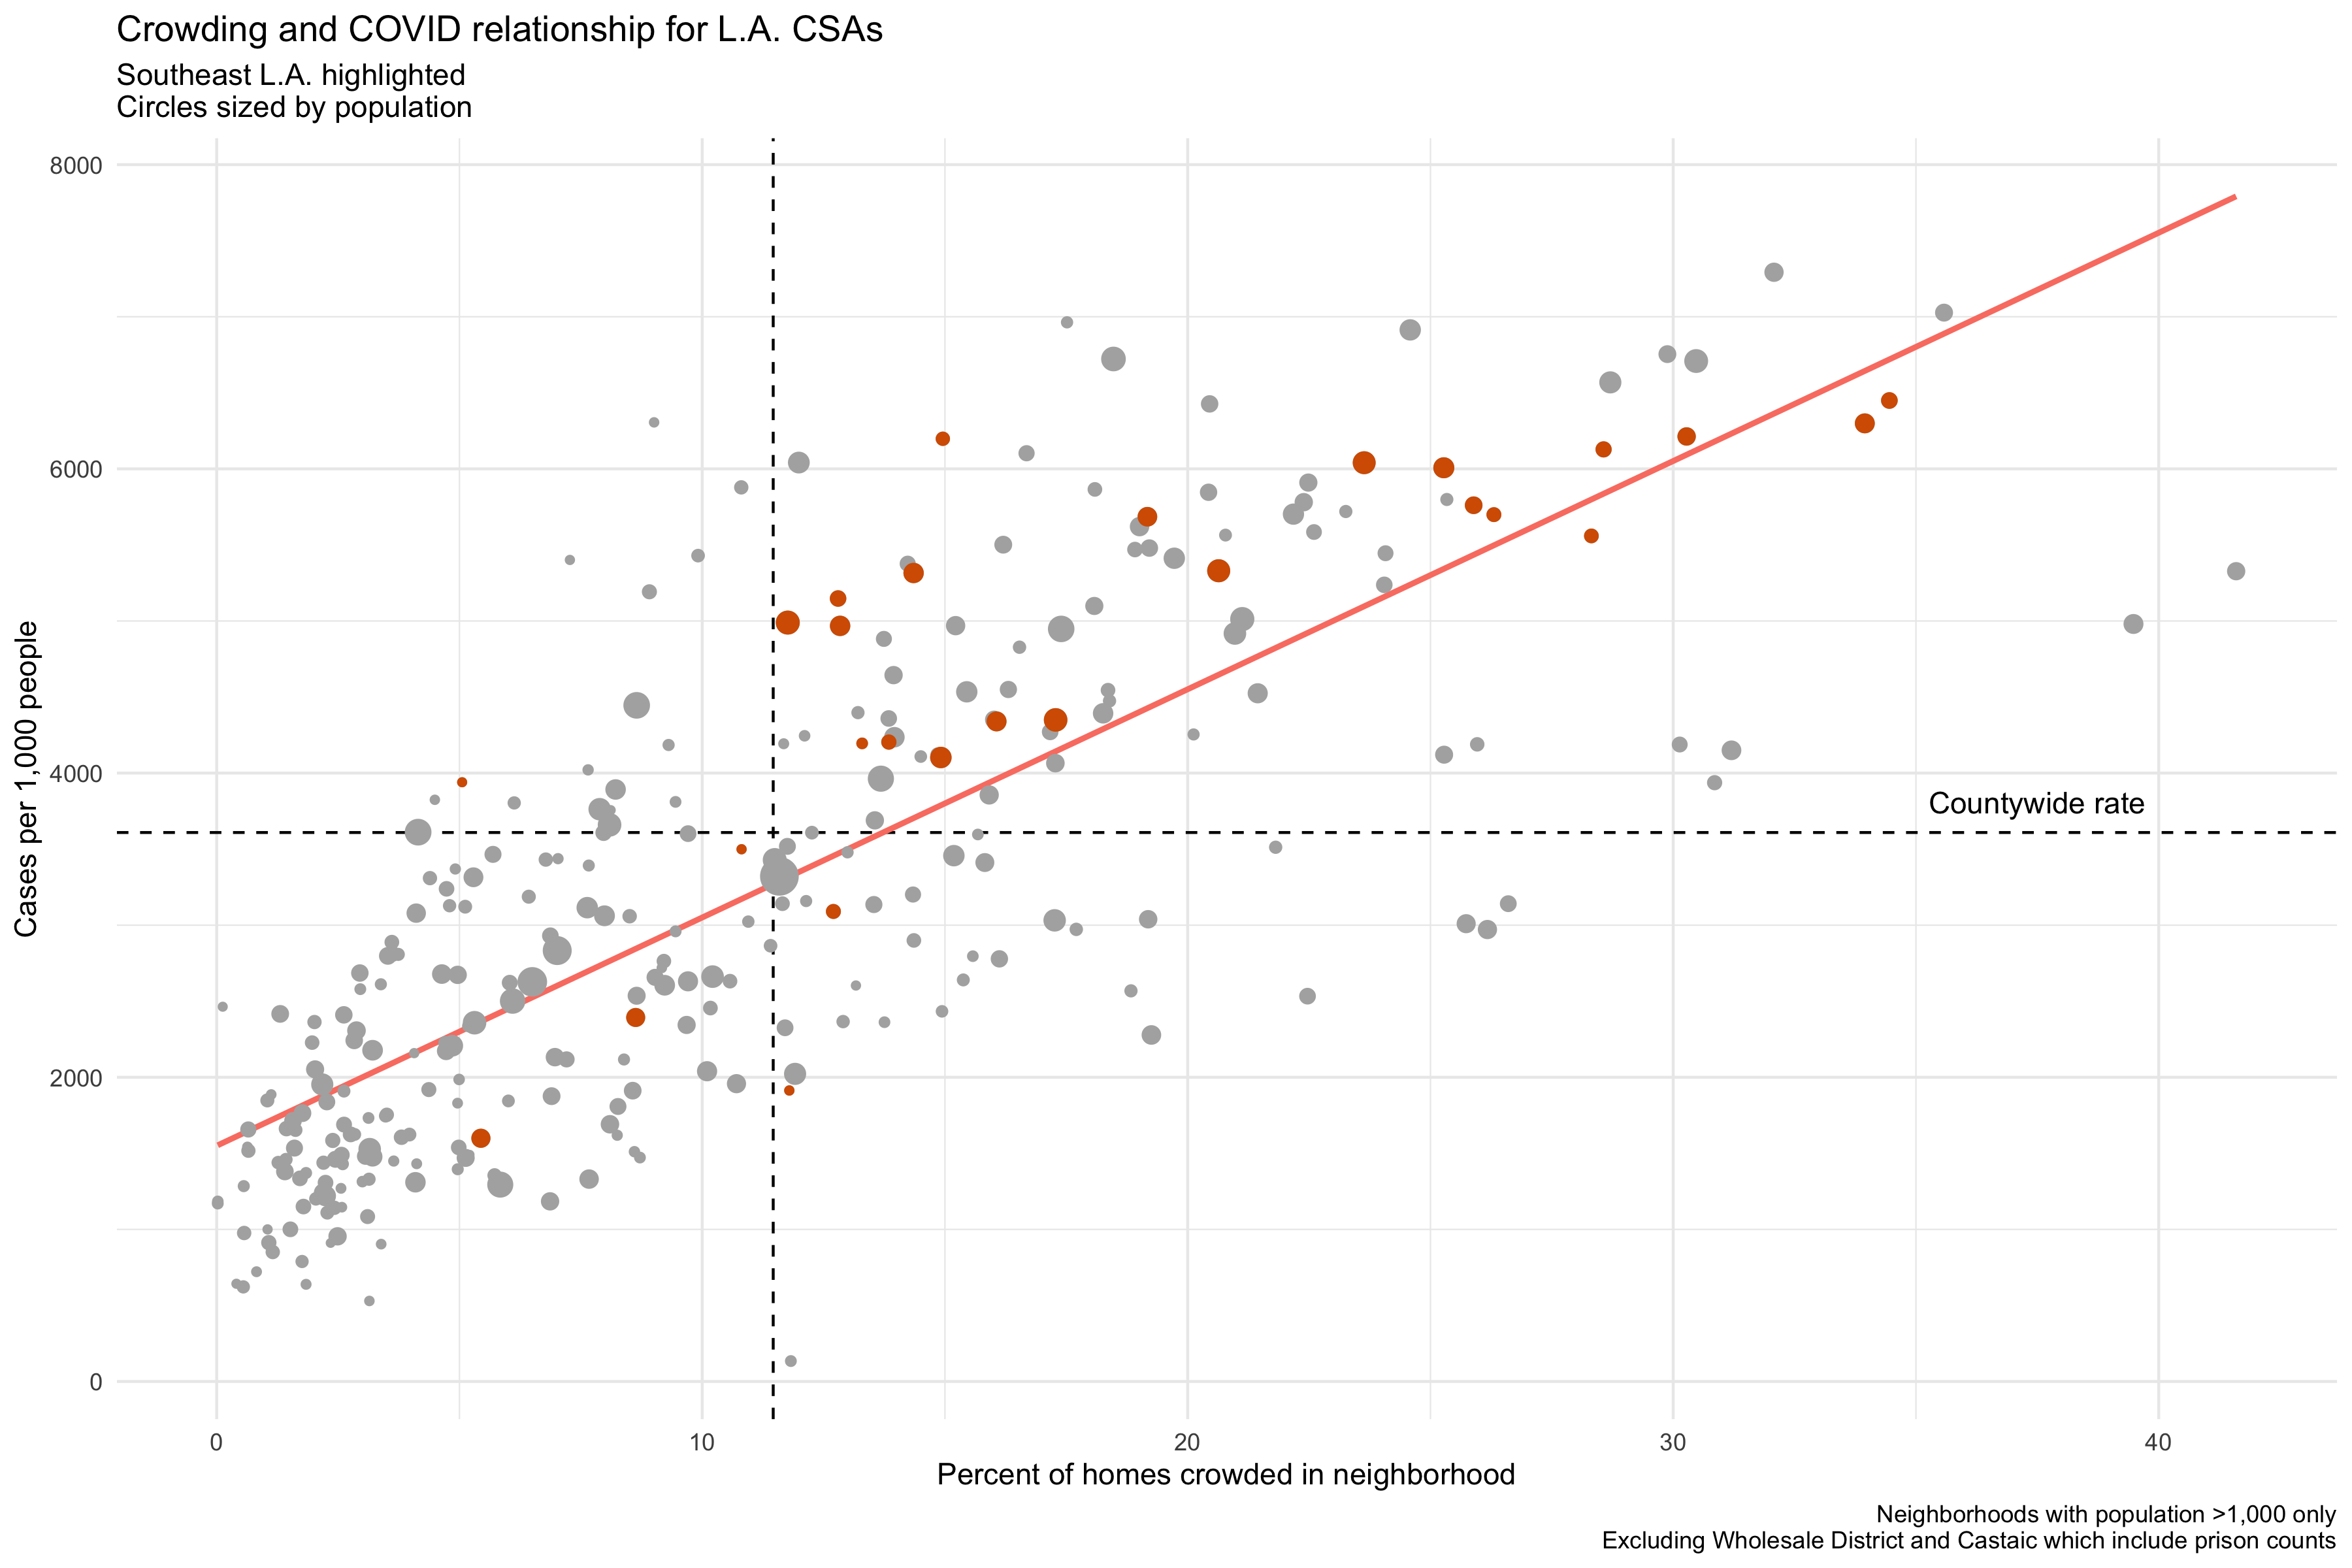 Crowding and COVID relationship for L.A. CSAs
Southeast L.A. highlighted
Circles sized by population
8000
6000
4000
2000
0
Cases per 1,000 people
Countywide rate
0
10
20
30
40
Percent of homes crowded in neighborhood
Neighborhoods with population >1,000 only
Excluding Wholesale District and Castaic which include prison counts